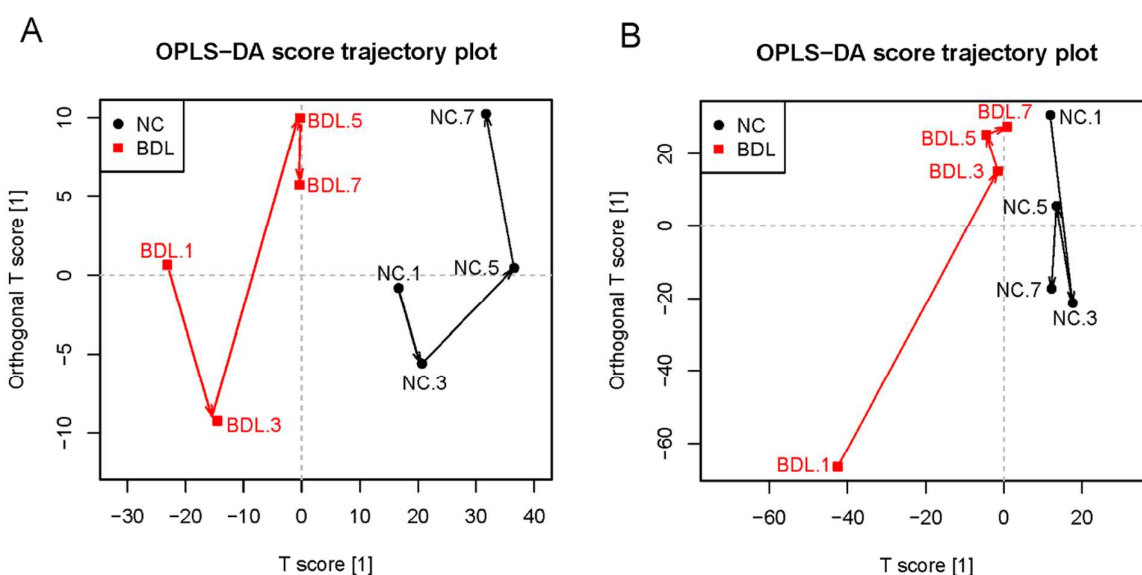 A
OPLS−DA score trajectory plot
NC
BDL
NC.7
BDL.5
BDL.7
BDL.1
NC.1
NC.5
NC.3
BDL.3
10
5
0
−5
−10
Orthogonal T score [1]
−30 −20 −10 0 10 20 30 40
T score [1]
B
OPLS−DA score trajectory plot
NC
BDL
BDL.7
NC.1
BDL.5
BDL.3
NC.5
NC.7
NC.3
BDL.1
20
0
−20
−40
−60
Orthogonal T score [1]
−60 −40 −20 0 20
T score [1]